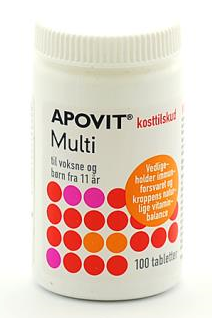 APOVIT® kosttilskud
Multi
til voksne og
børn fra 11 år
Vedlige-
holder immun-
forsvaret og
kroppens natur-
lige vitamin-
balance
100 tabletter